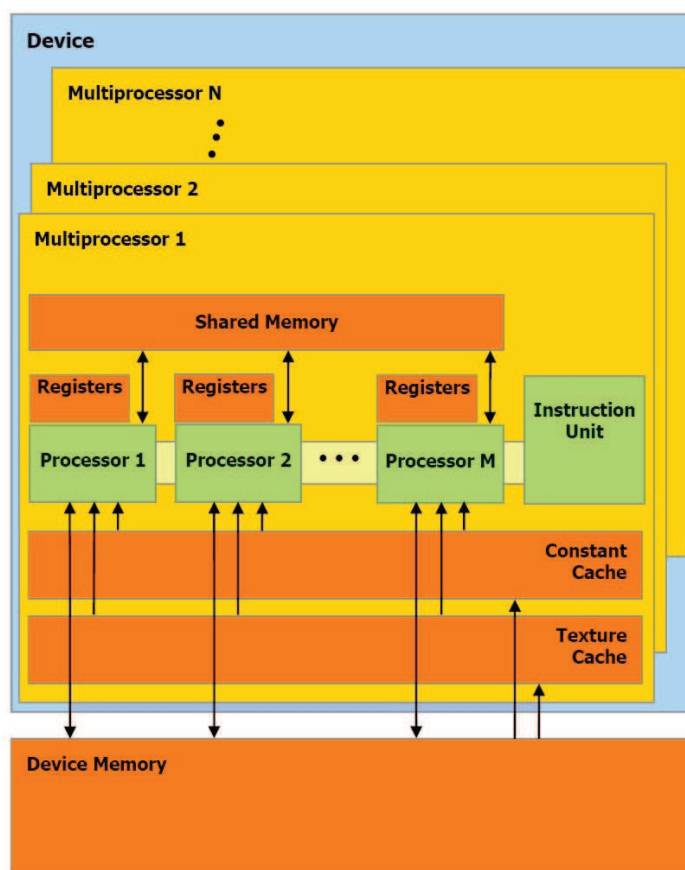 Device
Multiprocessor N
Multiprocessor 2
Multiprocessor 1
Shared Memory
Registers
Registers
Registers
Instruction
Unit
Processor 1
Processor 2
Processor M
Constant
Cache
Texture
Cache
Device Memory